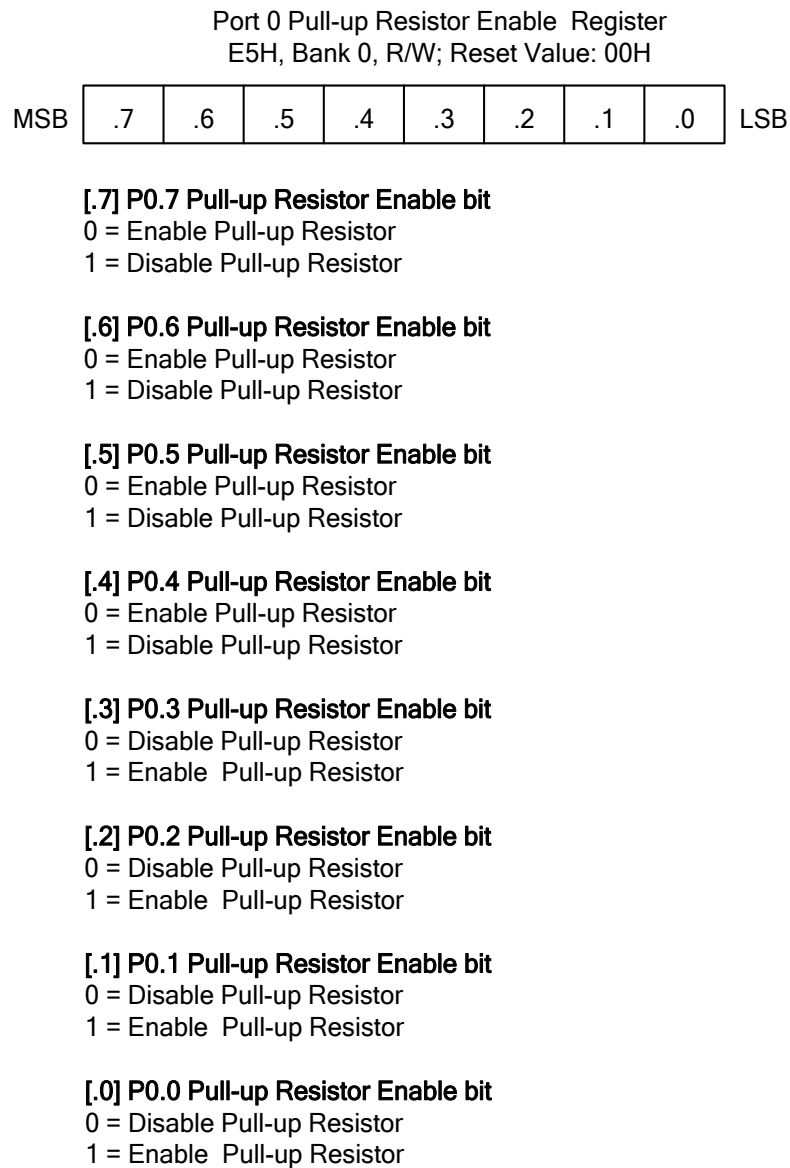 Port 0 Pull-up Resistor Enable  Register
E5H, Bank 0, R/W; Reset Value: 00H
MSB .7 .6 .5 .4 .3 .2 .1 .0 LSB
[.7] P0.7 Pull-up Resistor Enable bit
0 = Enable Pull-up Resistor
1 = Disable Pull-up Resistor
[.6] P0.6 Pull-up Resistor Enable bit
0 = Enable Pull-up Resistor
1 = Disable Pull-up Resistor
[.5] P0.5 Pull-up Resistor Enable bit
0 = Enable Pull-up Resistor
1 = Disable Pull-up Resistor
[.4] P0.4 Pull-up Resistor Enable bit
0 = Enable Pull-up Resistor
1 = Disable Pull-up Resistor
[.3] P0.3 Pull-up Resistor Enable bit
0 = Disable Pull-up Resistor
1 = Enable  Pull-up Resistor
[.2] P0.2 Pull-up Resistor Enable bit
0 = Disable Pull-up Resistor
1 = Enable  Pull-up Resistor
[.1] P0.1 Pull-up Resistor Enable bit
0 = Disable Pull-up Resistor
1 = Enable  Pull-up Resistor
[.0] P0.0 Pull-up Resistor Enable bit
0 = Disable Pull-up Resistor
1 = Enable  Pull-up Resistor